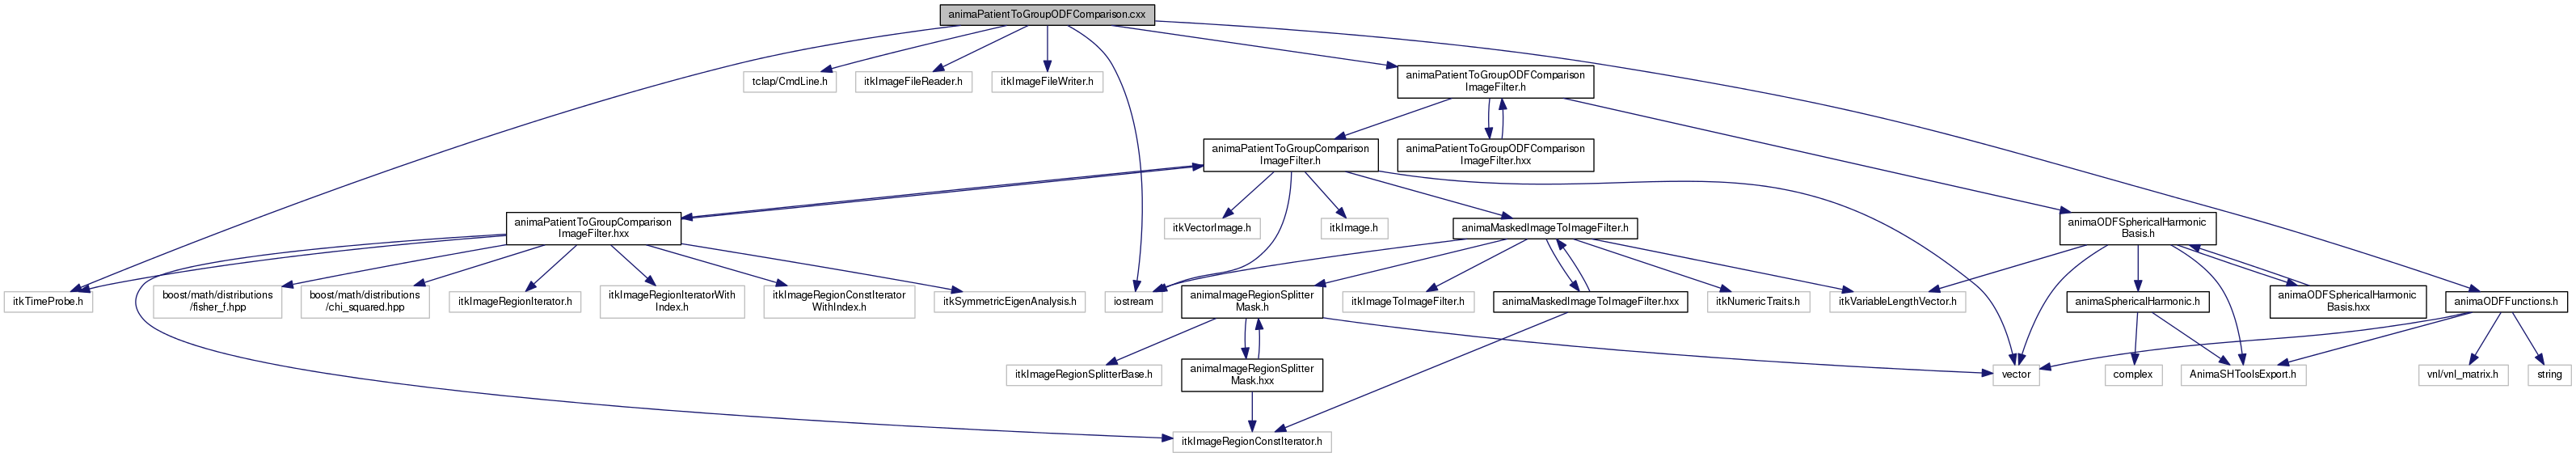 animaPatientToGroupODFComparison.cxx
tclap/CmdLine.h
itkImageFileReader.h
itkImageFileWriter.h
animaPatientToGroupODFComparison
ImageFilter.h
animaPatientToGroupComparison
ImageFilter.h
animaPatientToGroupODFComparison
ImageFilter.hxx
animaPatientToGroupComparison
ImageFilter.hxx
itkVectorImage.h
itkImage.h
animaMaskedImageToImageFilter.h
animaODFSphericalHarmonic
Basis.h
itkTimeProbe.h
boost/math/distributions
/fisher_f.hpp
boost/math/distributions
/chi_squared.hpp
itkImageRegionIterator.h
itkImageRegionIteratorWith
Index.h
itkImageRegionConstIterator
WithIndex.h
itkSymmetricEigenAnalysis.h
iostream
animaImageRegionSplitter
Mask.h
itkImageToImageFilter.h
animaMaskedImageToImageFilter.hxx
itkNumericTraits.h
itkVariableLengthVector.h
animaSphericalHarmonic.h
animaODFSphericalHarmonic
Basis.hxx
animaODFFunctions.h
itkImageRegionSplitterBase.h
animaImageRegionSplitter
Mask.hxx
vector
complex
AnimaSHToolsExport.h
vnl/vnl_matrix.h
string
itkImageRegionConstIterator.h